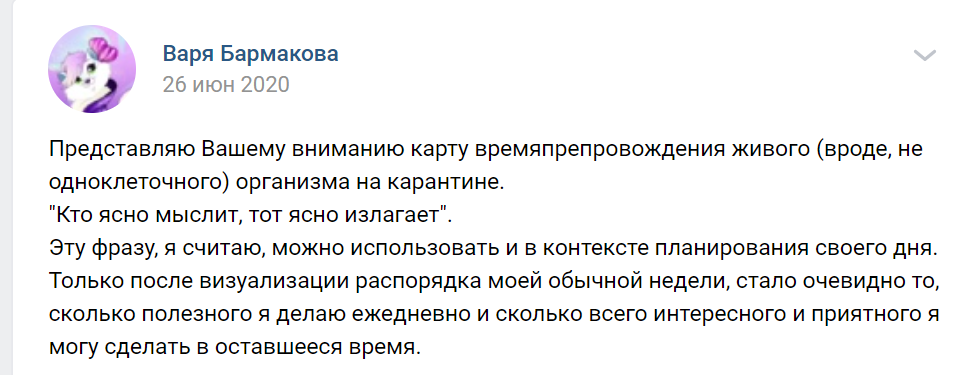 Варя Бармакова
26 июн 2020
Представляю Вашему вниманию карту времяпрепровождения живого (вроде, не
одноклеточного) организма на карантине.
"Кто ясно мыслит, тот ясно излагает".
Эту фразу, я считаю, можно использовать и в контексте планирования своего дня.
Только после визуализации распорядка моей обычной недели, стало очевидно то,
сколько полезного я делаю ежедневно и сколько всего интересного и приятного я
могу сделать в оставшееся время.